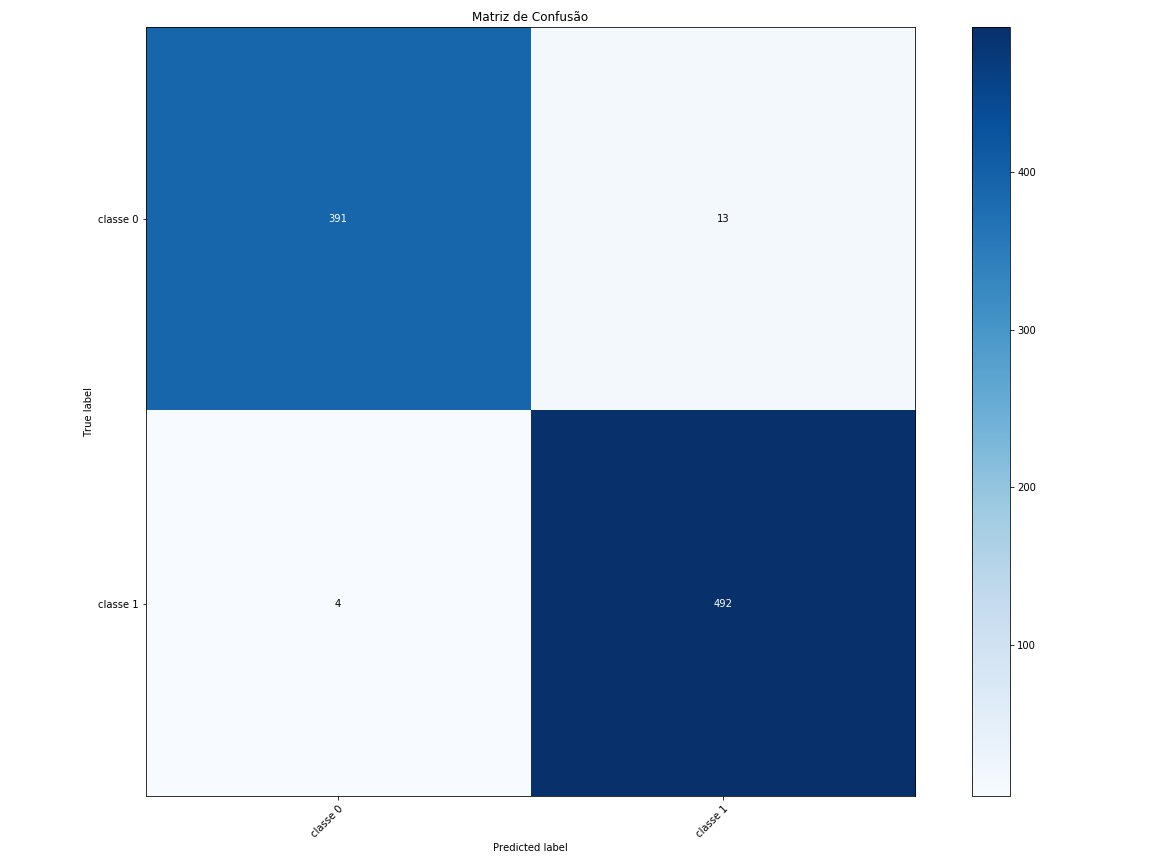 Matriz de Confusão
True label
classe 0
391
13
classe 1
4
492
classe 0
classe 1
Predicted label
400
300
200
100